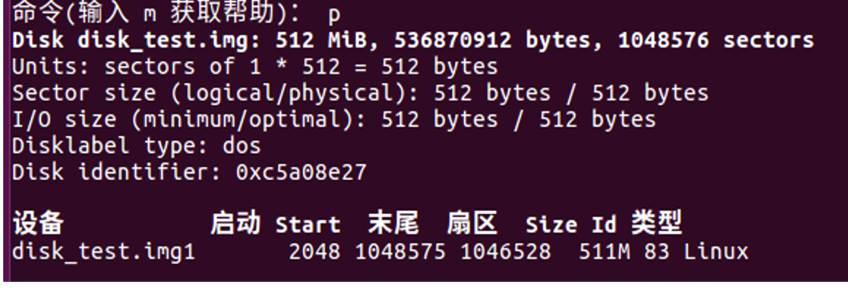 命令(输入 m 获取帮助)： p
Disk disk_test.img: 512 MiB, 536870912 bytes, 1048576 sectors
Units: sectors of 1 * 512 = 512 bytes
Sector size (logical/physical): 512 bytes / 512 bytes
I/O size (minimum/optimal): 512 bytes / 512 bytes
Disklabel type: dos
Disk identifier: 0xc5a08e27
设备 启动 Start 末尾 扇区 Size Id 类型
disk_test.img1 2048 1048575 1046528 511M 83 Linux